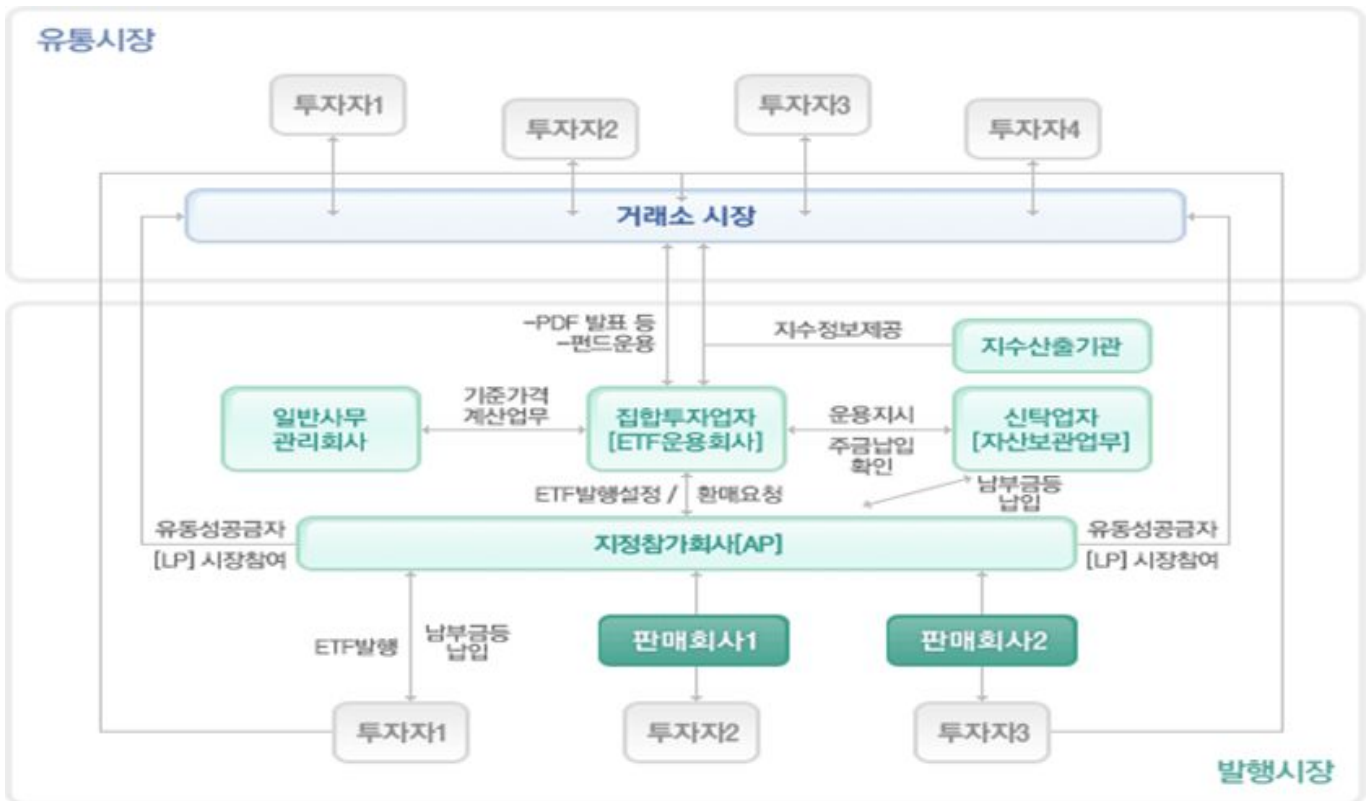 유통시장
투자자1
투자자2
투자자3
투자자4
거래소 시장
-PDF 발표 등
-펀드운용
지수정보제공
지수산출기관
일반사무
관리회사
기준가격
계산업무
집합투자업자
[ETF운용회사]
운용지시
주금납입
확인
신탁업자
[자산보관업무]
ETF발행설정 / 환매요청
남부금등
납입
유동성공급자
[LP] 시장참여
지정참가회사[AP]
유동성공급자
[LP] 시장참여
ETF발행
남부금등
납입
판매회사1
판매회사2
투자자1
투자자2
투자자3
발행시장